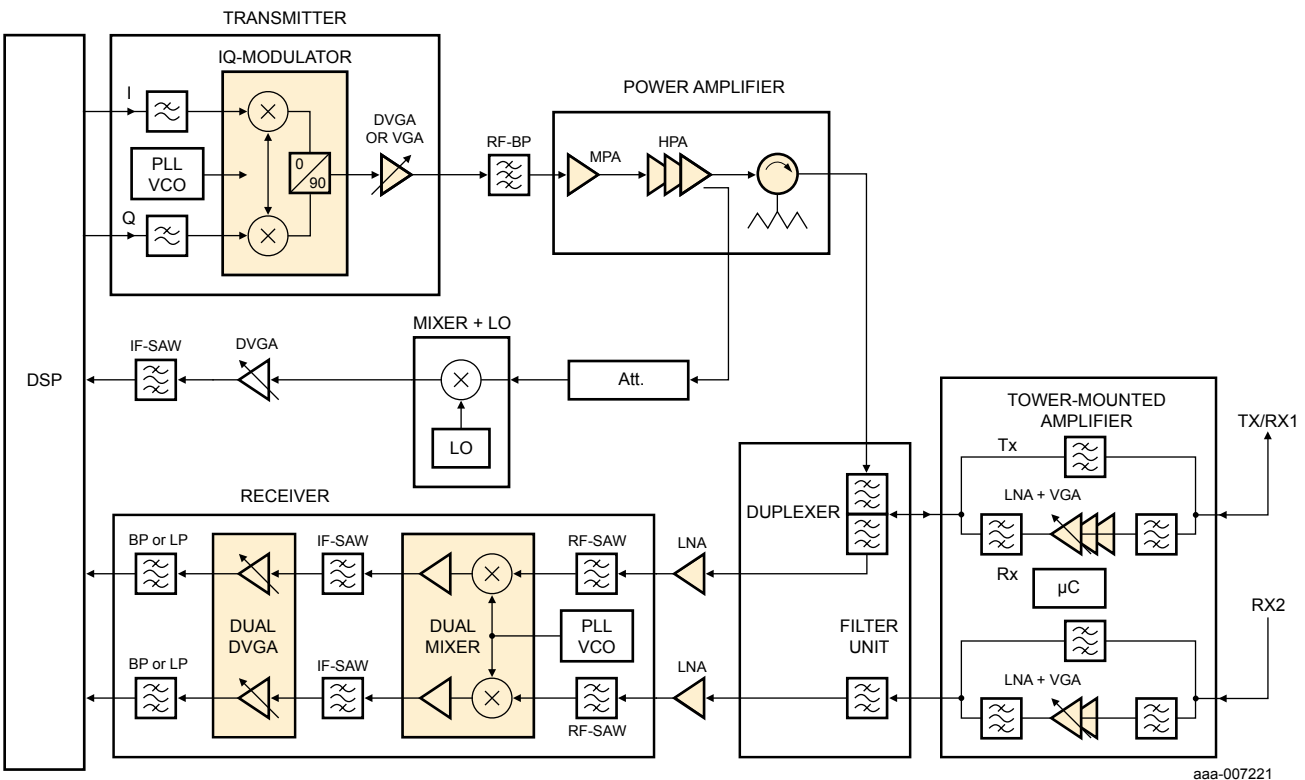 TRANSMITTER
IQ-MODULATOR
I
PLL
VCO
Q
0
90
DVGA
OR VGA
RF-BP
POWER AMPLIFIER
MPA
HPA
DSP
IF-SAW
DVGA
MIXER + LO
LO
Att.
TOWER-MOUNTED
AMPLIFIER
Tx
LNA + VGA
Rx
µC
LNA + VGA
TX/RX1
RX2
DUPLEXER
FILTER
UNIT
RECEIVER
BP or LP
IF-SAW
RF-SAW
LNA
DUAL
DVGA
DUAL
MIXER
PLL
VCO
BP or LP
IF-SAW
RF-SAW
LNA
aaa-007221